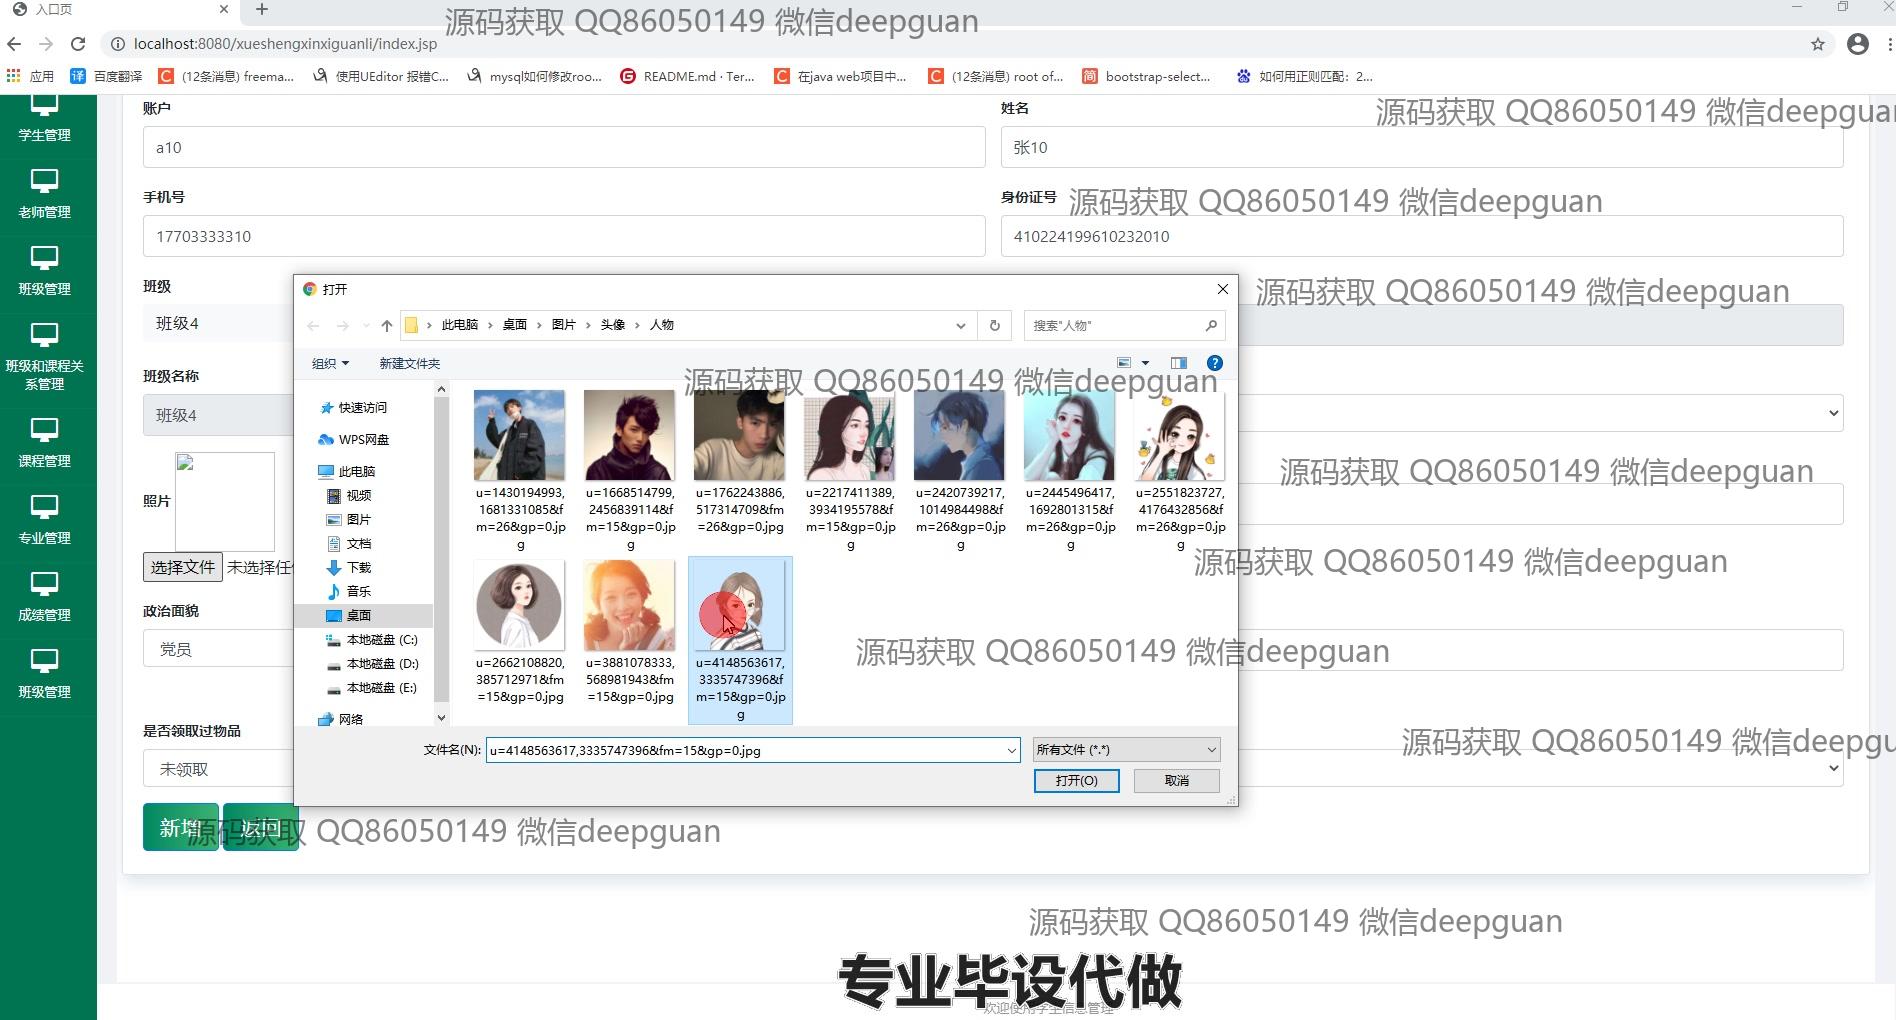 入口页
源码获取 QQ86050149 微信deepguan
localhost:8080/xueshengxinxiguanli/index.jsp
应用
百度翻译
(12条消息) freema...
使用UEditor 报错C...
mysql如何修改roo...
README.md · Ter...
在java web项目中...
(12条消息) root of...
bootstrap-select...
如何用正则匹配：2...
学生管理
老师管理
班级管理
班级和课程关
系管理
课程管理
专业管理
成绩管理
班级管理
账户
姓名
源码获取 QQ86050149 微信deepguan
a10
张10
手机号
身份证号
源码获取 QQ86050149 微信deepguan
17703333310
410224199610232010
班级
源码获取 QQ86050149 微信deepguan
班级4
班级名称
班级4
照片
选择文件
未选择任
政治面貌
党员
是否领取过物品
未领取
新增
返回
打开
此电脑
桌面
图片
头像
人物
搜索"人物"
组织
新建文件夹
源码获取 QQ86050149 微信deepguan
快速访问
WPS网盘
此电脑
视频
图片
文档
下载
音乐
桌面
本地磁盘 (C:)
本地磁盘 (D:)
本地磁盘 (E:)
网络
u=1430194993,
1681331085&f
m=26&gp=0.jp
g
u=1668514799,
2456839114&f
m=15&gp=0.jp
g
u=1762243886,
517314709&fm
=26&gp=0.jpg
u=2217411389,
3934195578&f
m=15&gp=0.jp
g
u=2420739217,
1014984498&f
m=26&gp=0.jp
g
u=2445496417,
1692801315&f
m=26&gp=0.jp
g
u=2551823727,
4176432856&f
m=26&gp=0.jp
g
u=2662108820,
385712971&fm
=15&gp=0.jpg
u=3881078333,
568981943&fm
=15&gp=0.jpg
u=4148563617,
3335747396&f
m=15&gp=0.jp
g
源码获取 QQ86050149 微信deepguan
源码获取 QQ86050149 微信deepguan
源码获取 QQ86050149 微信deepguan
文件名(N):
u=4148563617,3335747396&fm=15&gp=0.jpg
所有文件 (*.*)
打开(O)
取消
源码获取 QQ86050149 微信deepgu
源码获取 QQ86050149 微信deepguan
源码获取 QQ86050149 微信deepguan
专业毕设代做
欢迎使用学生信息管理